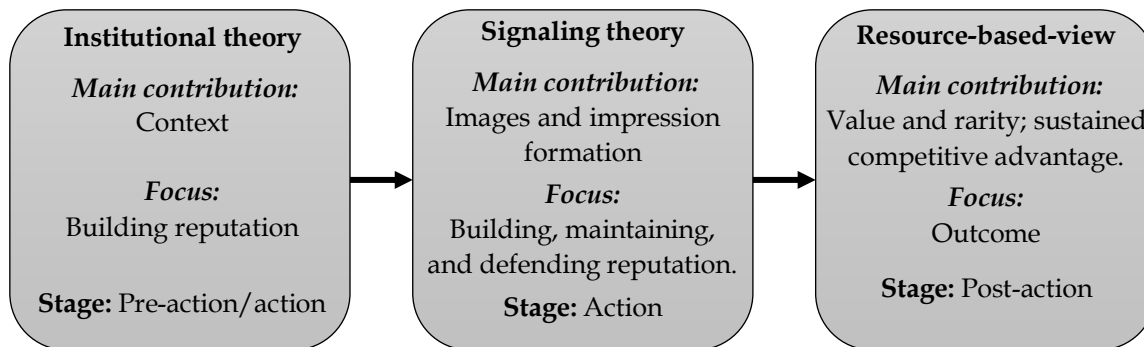 Institutional theory
Main contribution:
Context
Focus:
Building reputation
Stage: Pre-action/action
Signaling theory
Main contribution:
Images and impression
formation
Focus:
Building, maintaining,
and defending reputation.
Stage: Action
Resource-based-view
Main contribution:
Value and rarity; sustained
competitive advantage.
Focus:
Outcome
Stage: Post-action